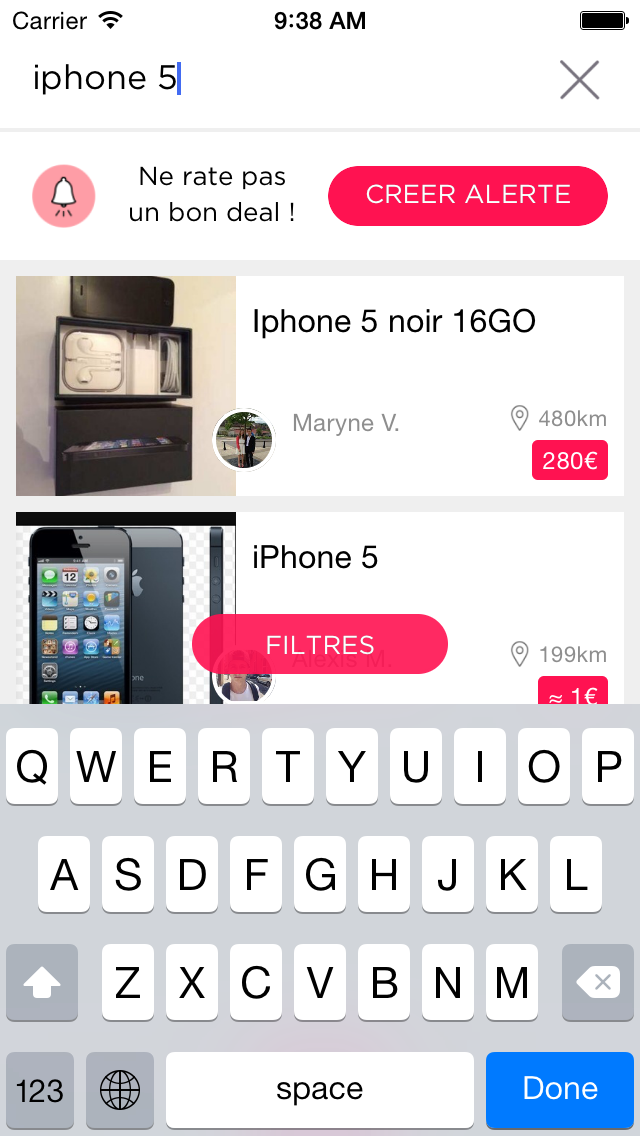 Carrier 9:38 AM
iphone 5
Ne rate pas
un bon deal !
CREER ALERTE
Iphone 5 noir 16GO
Maryne V.
480km
280€
iPhone 5
FILTRES
Alexis M.
199km
≈ 1€
Q W E R T Y U I O P
A S D F G H J K L
Z X C V B N M
123 space Done